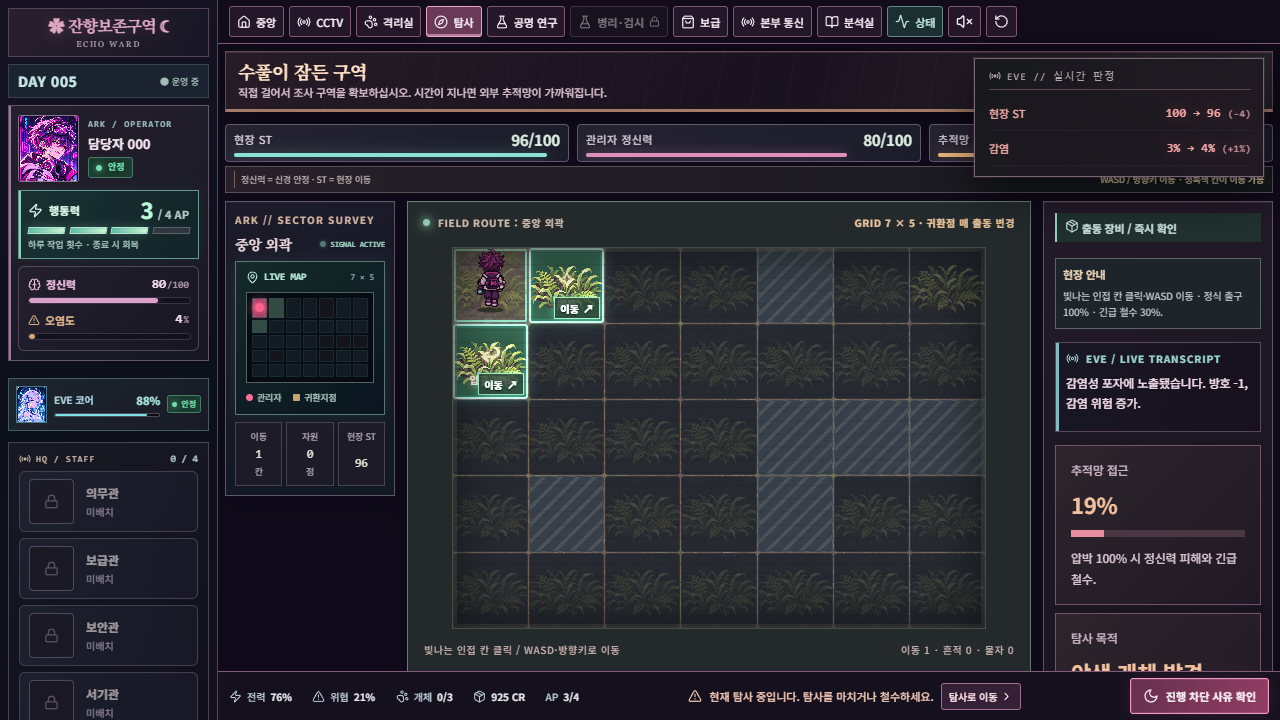 잔향보존구역
ECHO WARD
중앙
CCTV
격리실
탐사
공명 연구
병리·검시
보급
본부 통신
분석실
상태
DAY 005
운영 중
ARK / OPERATOR
담당자 000
안정
행동력
3 / 4 AP
하루 작업 횟수 · 종료 시 회복
정신력
80/100
오염도
4%
EVE 코어
88%
안정
HQ / STAFF
0 / 4
의무관
미배치
보급관
미배치
보안관
미배치
서기관
미배치
수풀이 잠든 구역
직접 걸어서 조사 구역을 확보하십시오. 시간이 지나면 외부 추적망이 가까워집니다.
EVE // 실시간 판정
현장 ST
100 → 96 (-4)
감염
3% → 4% (+1%)
현장 ST
96/100
관리자 정신력
80/100
추적망
정신력 = 신경 안정 · ST = 현장 이동
ARK // SECTOR SURVEY
중앙 외곽
SIGNAL ACTIVE
LIVE MAP
7 × 5
관리자
귀환지점
이동
1
칸
자원
0
점
현장 ST
96
FIELD ROUTE : 중앙 외곽
GRID 7 × 5 · 귀환점 매 출동 변경
이동 ↗
이동 ↗
빛나는 인접 칸 클릭 / WASD·방향키로 이동
이동 1 · 흔적 0 · 물자 0
출동 장비 / 즉시 확인
현장 안내
빛나는 인접 칸 클릭·WASD 이동 · 정식 출구
100% · 긴급 철수 30%.
EVE / LIVE TRANSCRIPT
감염성 포자에 노출됐습니다. 방호 -1,
감염 위험 증가.
추적망 접근
19%
압박 100% 시 정신력 피해와 긴급
철수.
탐사 목적
전력 76%
위협 21%
개체 0/3
925 CR
AP 3/4
현재 탐사 중입니다. 탐사를 마치거나 철수하세요.
탐사로 이동
진행 차단 사유 확인